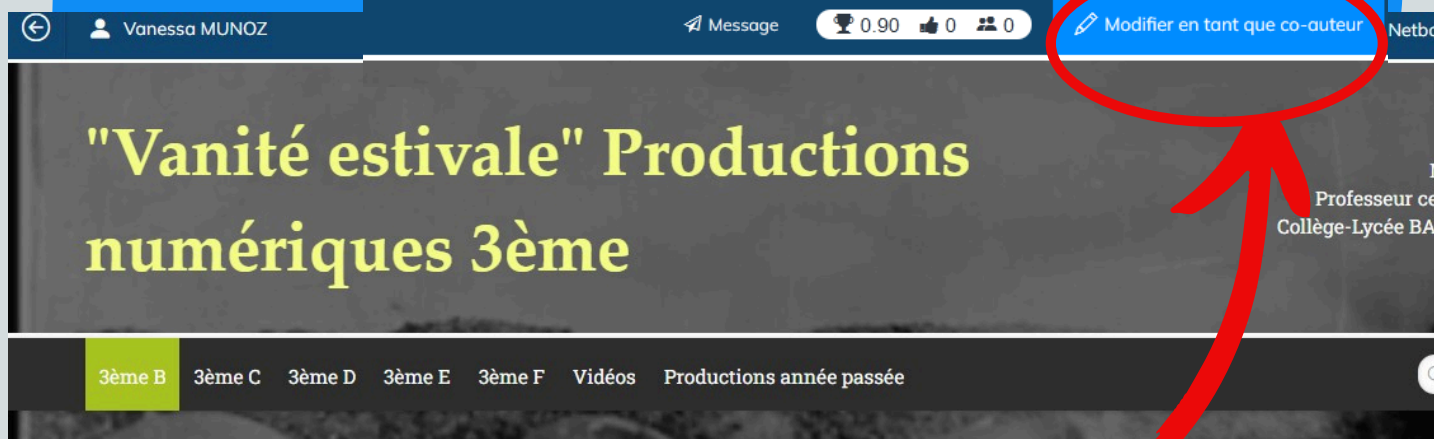 Vanessa MUNOZ
Message
0.90 0 0
Modifier en tant que co-auteur
"Vanité estivale" Productions
numériques 3ème
Professeur
Collège-Lycée
3ème B 3ème C 3ème D 3ème E 3ème F Vidéos Productions année passée